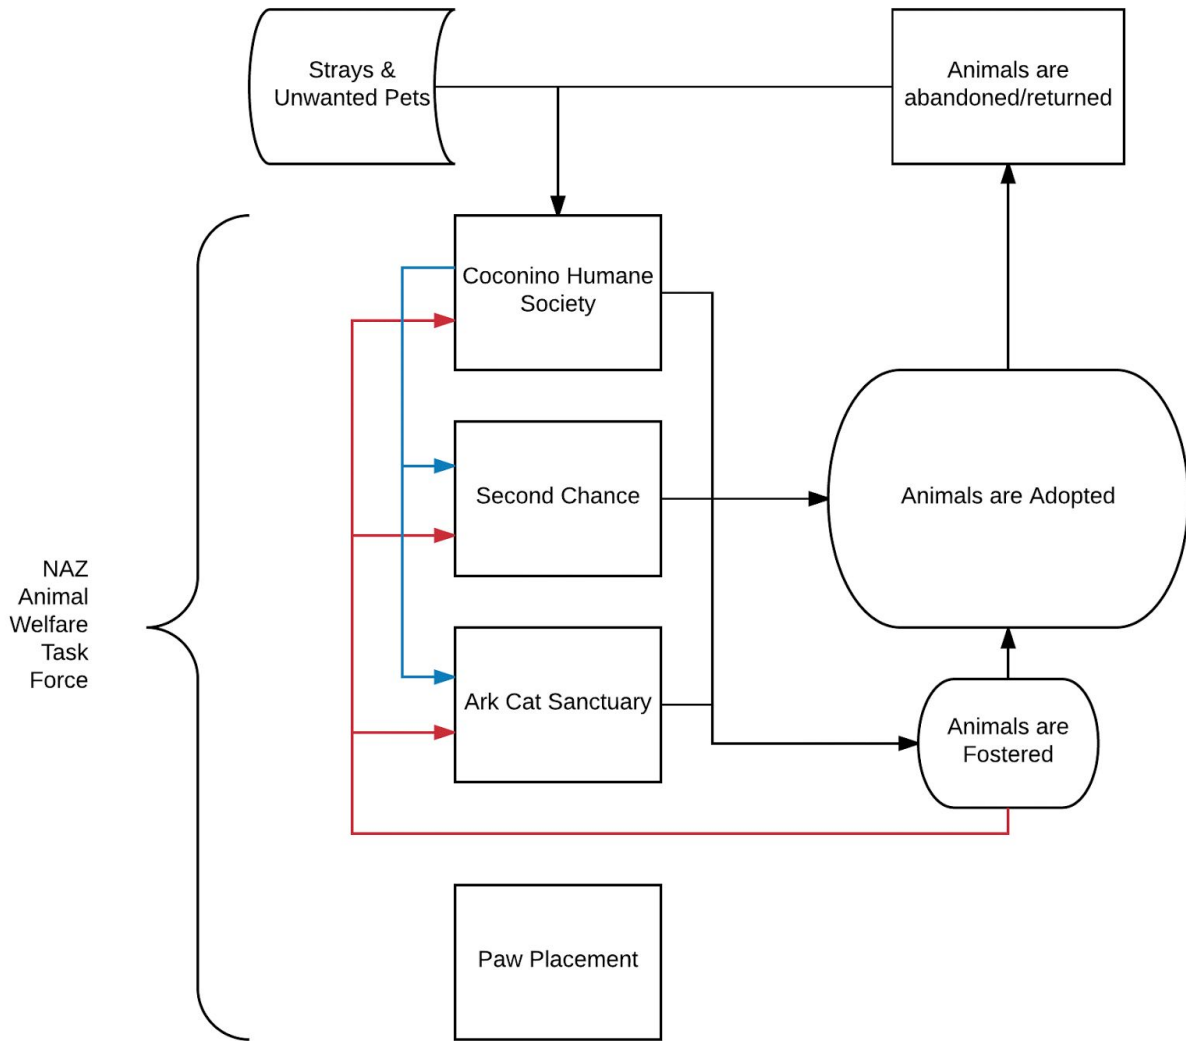 Strays &
Unwanted Pets
Animals are
abandoned/returned
Coconino Humane
Society
Second Chance
Animals are Adopted
NAZ
Animal
Welfare
Task
Force
Ark Cat Sanctuary
Animals are
Fostered
Paw Placement